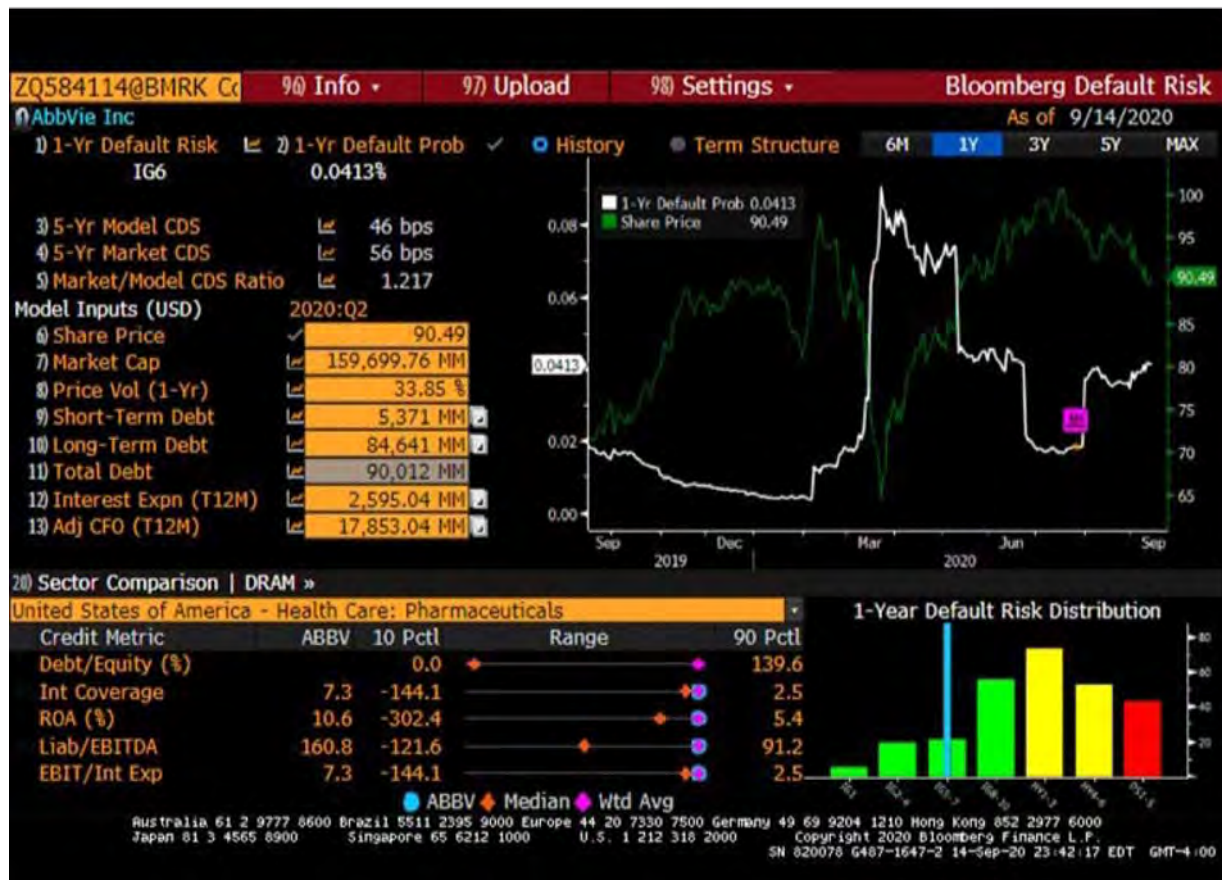 ZQ584114@BMRK Cc 96) Info 97) Upload 98) Settings Bloomberg Default Risk
AbbVie Inc As of 9/14/2020
1) 1-Yr Default Risk 2) 1-Yr Default Prob History Term Structure 6M 1Y 3Y 5Y MAX
IG6 0.0413%
1-Yr Default Prob 0.0413
Share Price 90.49
3) 5-Yr Model CDS 46 bps
4) 5-Yr Market CDS 56 bps
5) Market/Model CDS Ratio 1.217
Model Inputs (USD) 2020:Q2
6) Share Price 90.49
7) Market Cap 159,699.76 MM
8) Price Vol (1-Yr) 33.85 %
9) Short-Term Debt 5,371 MM
10) Long-Term Debt 84,641 MM
11) Total Debt 90,012 MM
12) Interest Expn (T12M) 2,595.04 MM
13) Adj CFO (T12M) 17,853.04 MM
0.08
0.06
0.0413
0.02
0.00
100
95
90.49
85
80
75
70
65
Sep Dec Mar Jun Sep
2019 2020
20) Sector Comparison | DRAM »
United States of America - Health Care: Pharmaceuticals
1-Year Default Risk Distribution
Credit Metric ABBV 10 Pctl Range 90 Pctl
Debt/Equity (%) 0.0 139.6
Int Coverage 7.3 -144.1 2.5
ROA (%) 10.6 -302.4 5.4
Liab/EBITDA 160.8 -121.6 91.2
EBIT/Int Exp 7.3 -144.1 2.5
80
60
40
20
ABBV Median Wtd Avg
Australia 61 2 9777 8600 Brazil 5511 2395 9000 Europe 44 20 7330 7500 Germany 49 69 9204 1210 Hong Kong 852 2977 6000
Japan 81 3 4565 8900 Singapore 65 6212 1000 U.S. 1 212 318 2000 Copyright 2020 Bloomberg Finance L.P.
SN 820078 G487-1647-2 14-Sep-20 23:42:17 EDT GMT-4:00